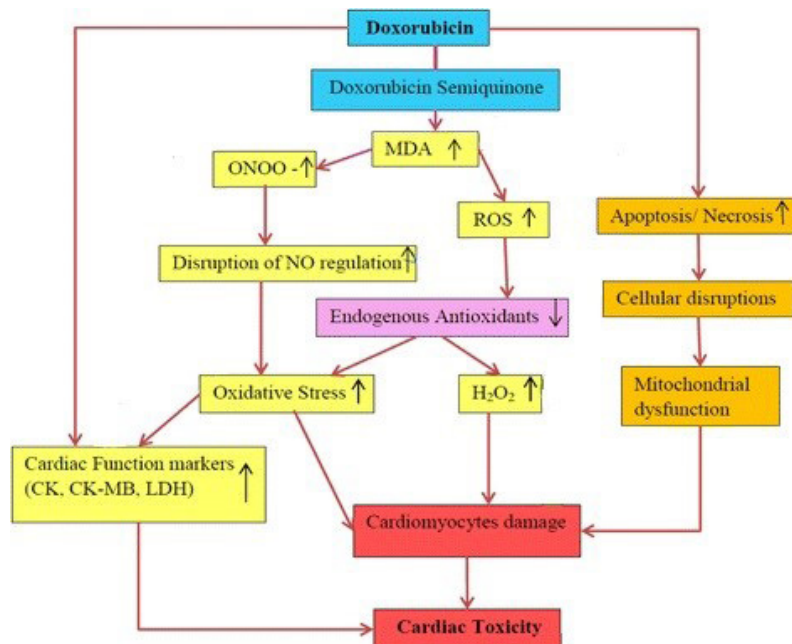 Doxorubicin
Doxorubicin Semiquinone
MDA ↑
ONOO -↑
ROS ↑
Apoptosis/ Necrosis ↑
Disruption of NO regulation↑
Cellular disruptions
Endogenous Antioxidants ↓
Oxidative Stress ↑
H₂O₂ ↑
Mitochondrial
dysfunction
Cardiac Function markers
(CK, CK-MB, LDH) ↑
Cardiomyocytes damage
Cardiac Toxicity